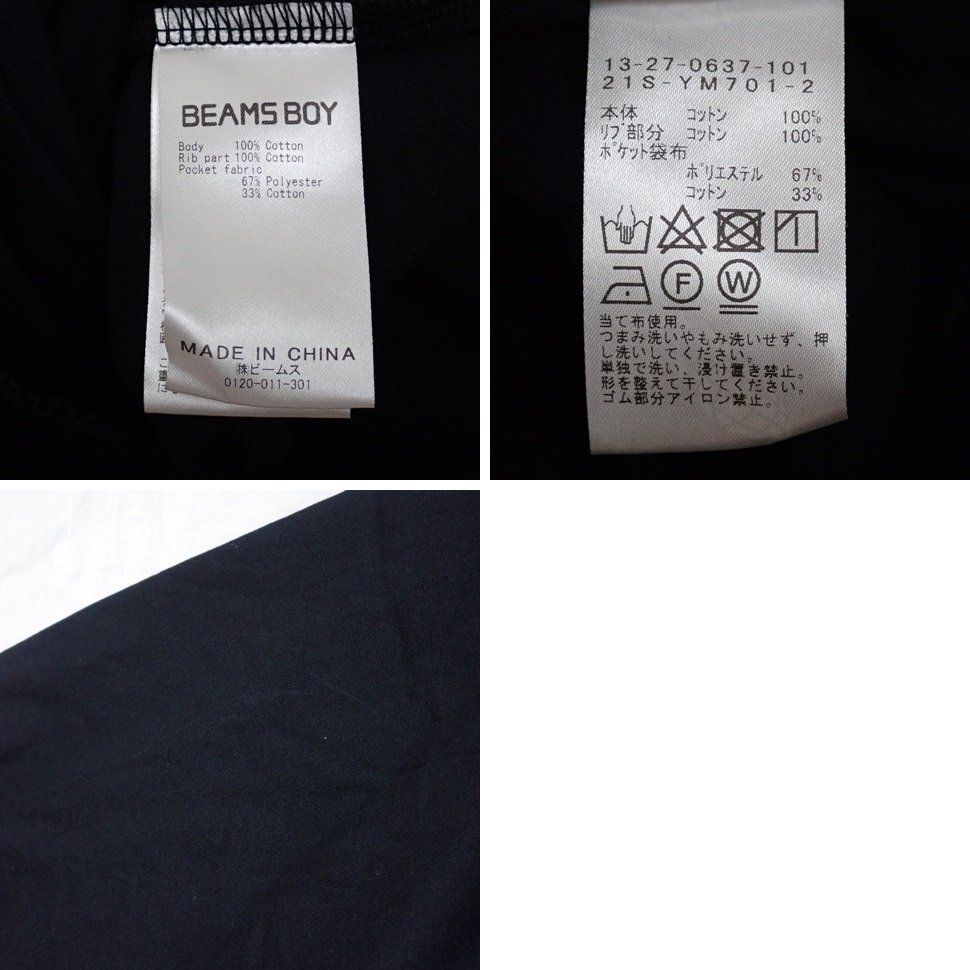 BEAMS BOY
Body 100% Cotton
Rib part 100% Cotton
Pocket fabric
67% Polyester
33% Cotton
MADE IN CHINA
㈱ビームス
0120-011-301
13-27-0637-101
21S-YM701-2
本体 コットン 100%
リブ部分 コットン 100%
ポケット袋布
ポリエステル 67%
コットン 33%
F W
当て布使用。
つまみ洗いやもみ洗いせず、押
し洗いしてください。
単独で洗い、浸け置き禁止。
形を整えて干してください。
ゴム部分アイロン禁止。